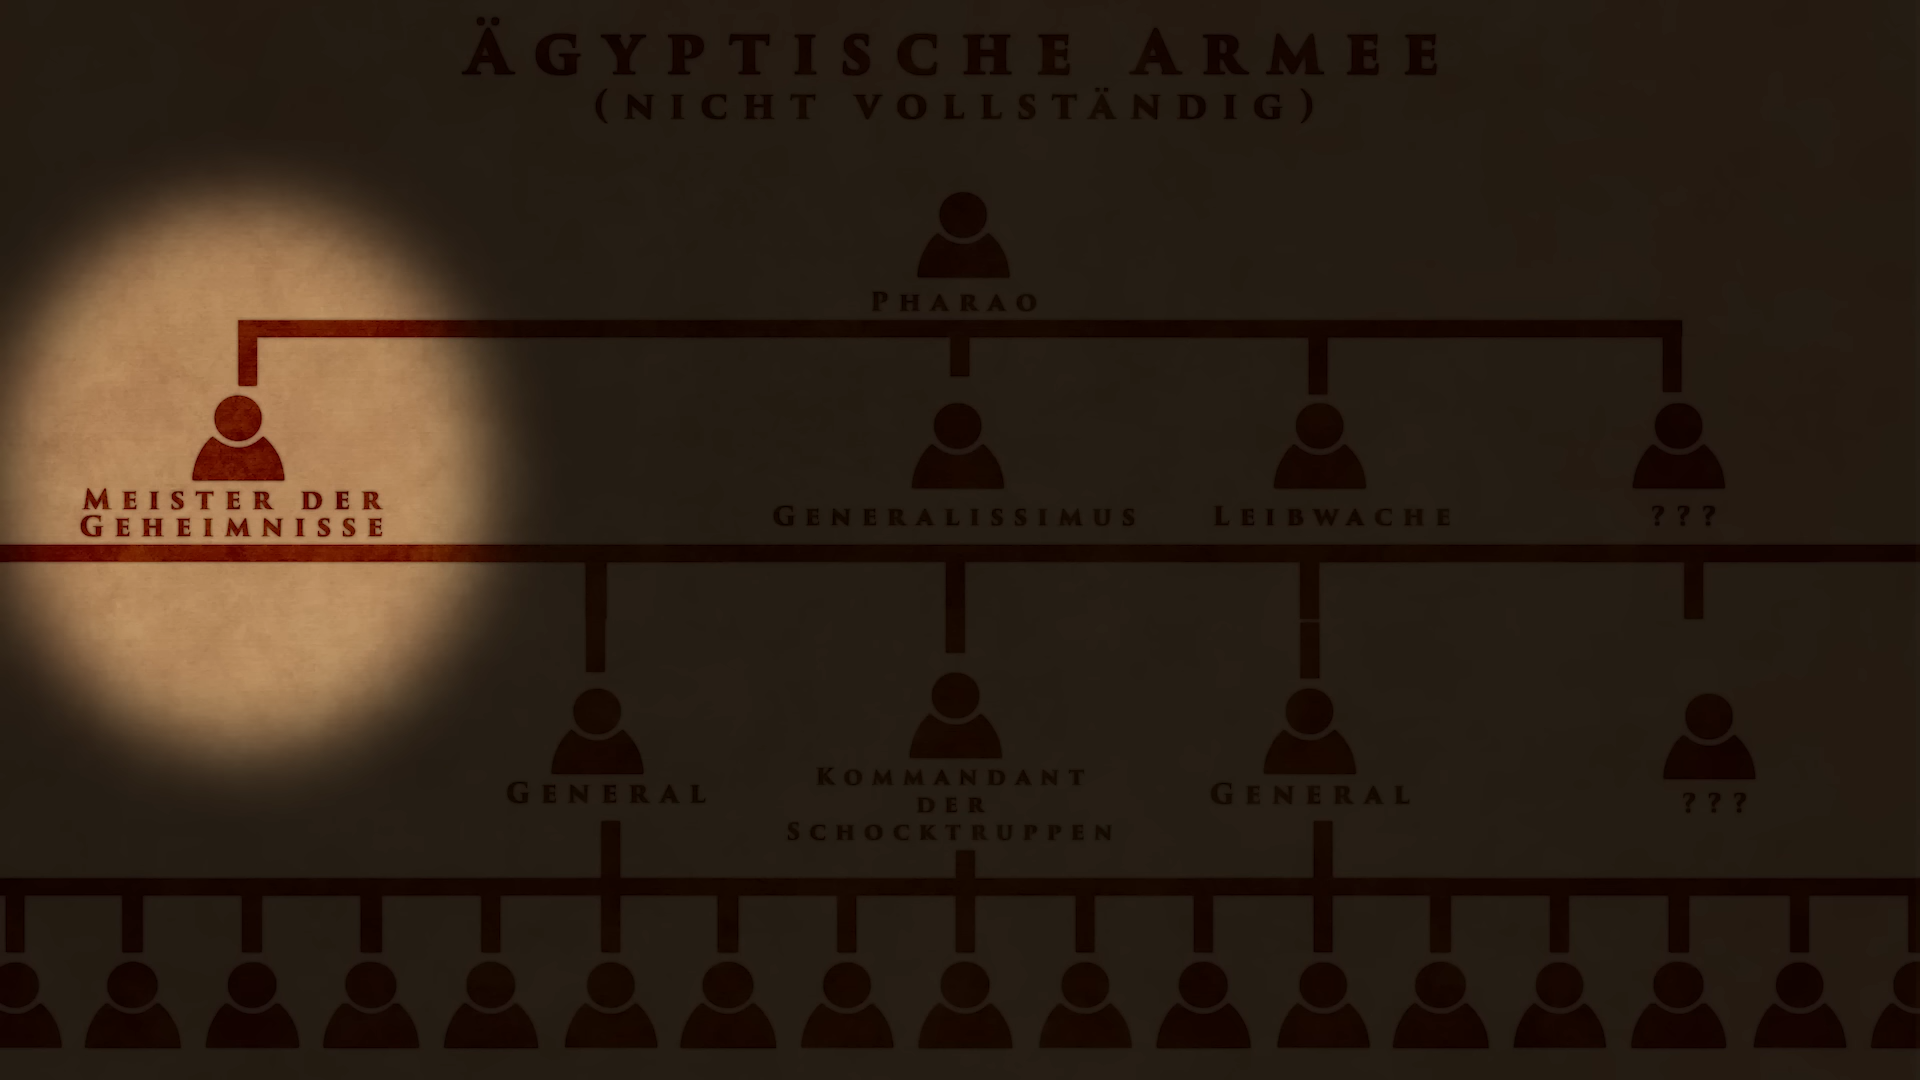 Ägyptische Armee
(nicht vollständig)
Pharao
Meister der
Geheimnisse
Generalissimus
Leibwache
???
General
Kommandant
der
Schocktruppen
General
???